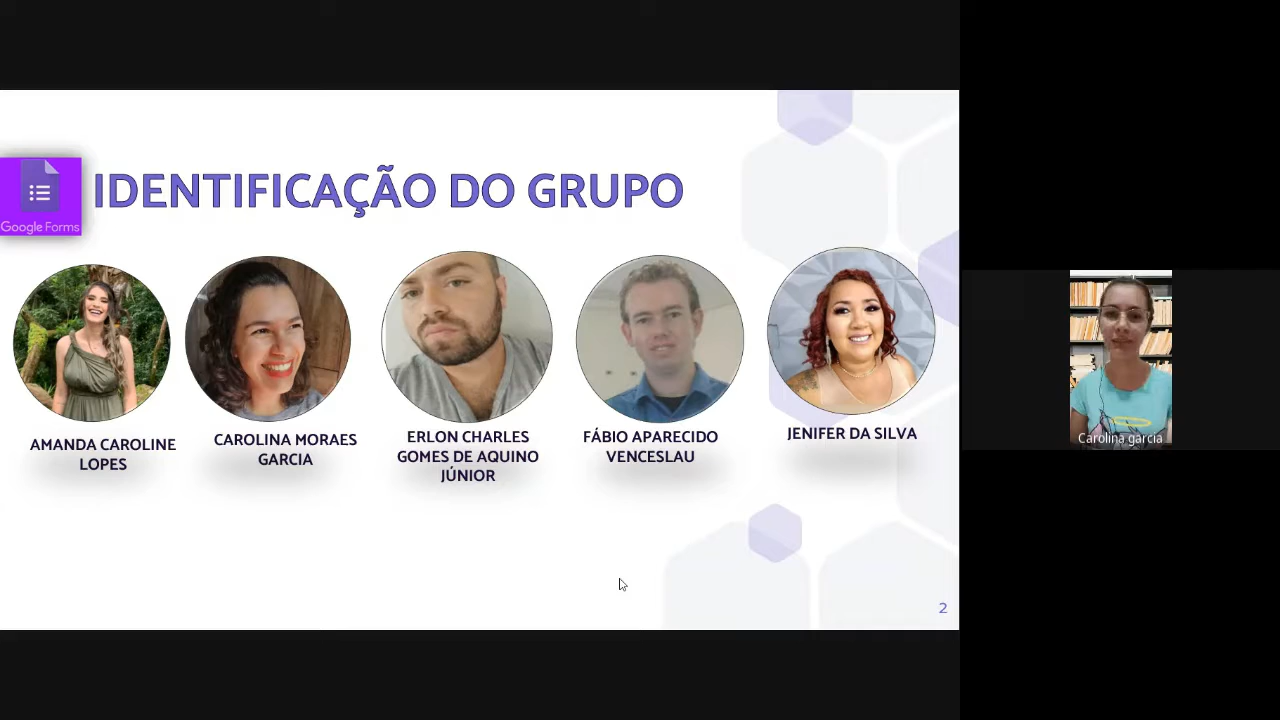 IDENTIFICAÇÃO DO GRUPO
Google Forms
AMANDA CAROLINE
LOPES
CAROLINA MORAES
GARCIA
ERLON CHARLES
GOMES DE AQUINO
JÚNIOR
FÁBIO APARECIDO
VENCESLAU
JENIFER DA SILVA
2
Carolina garcia